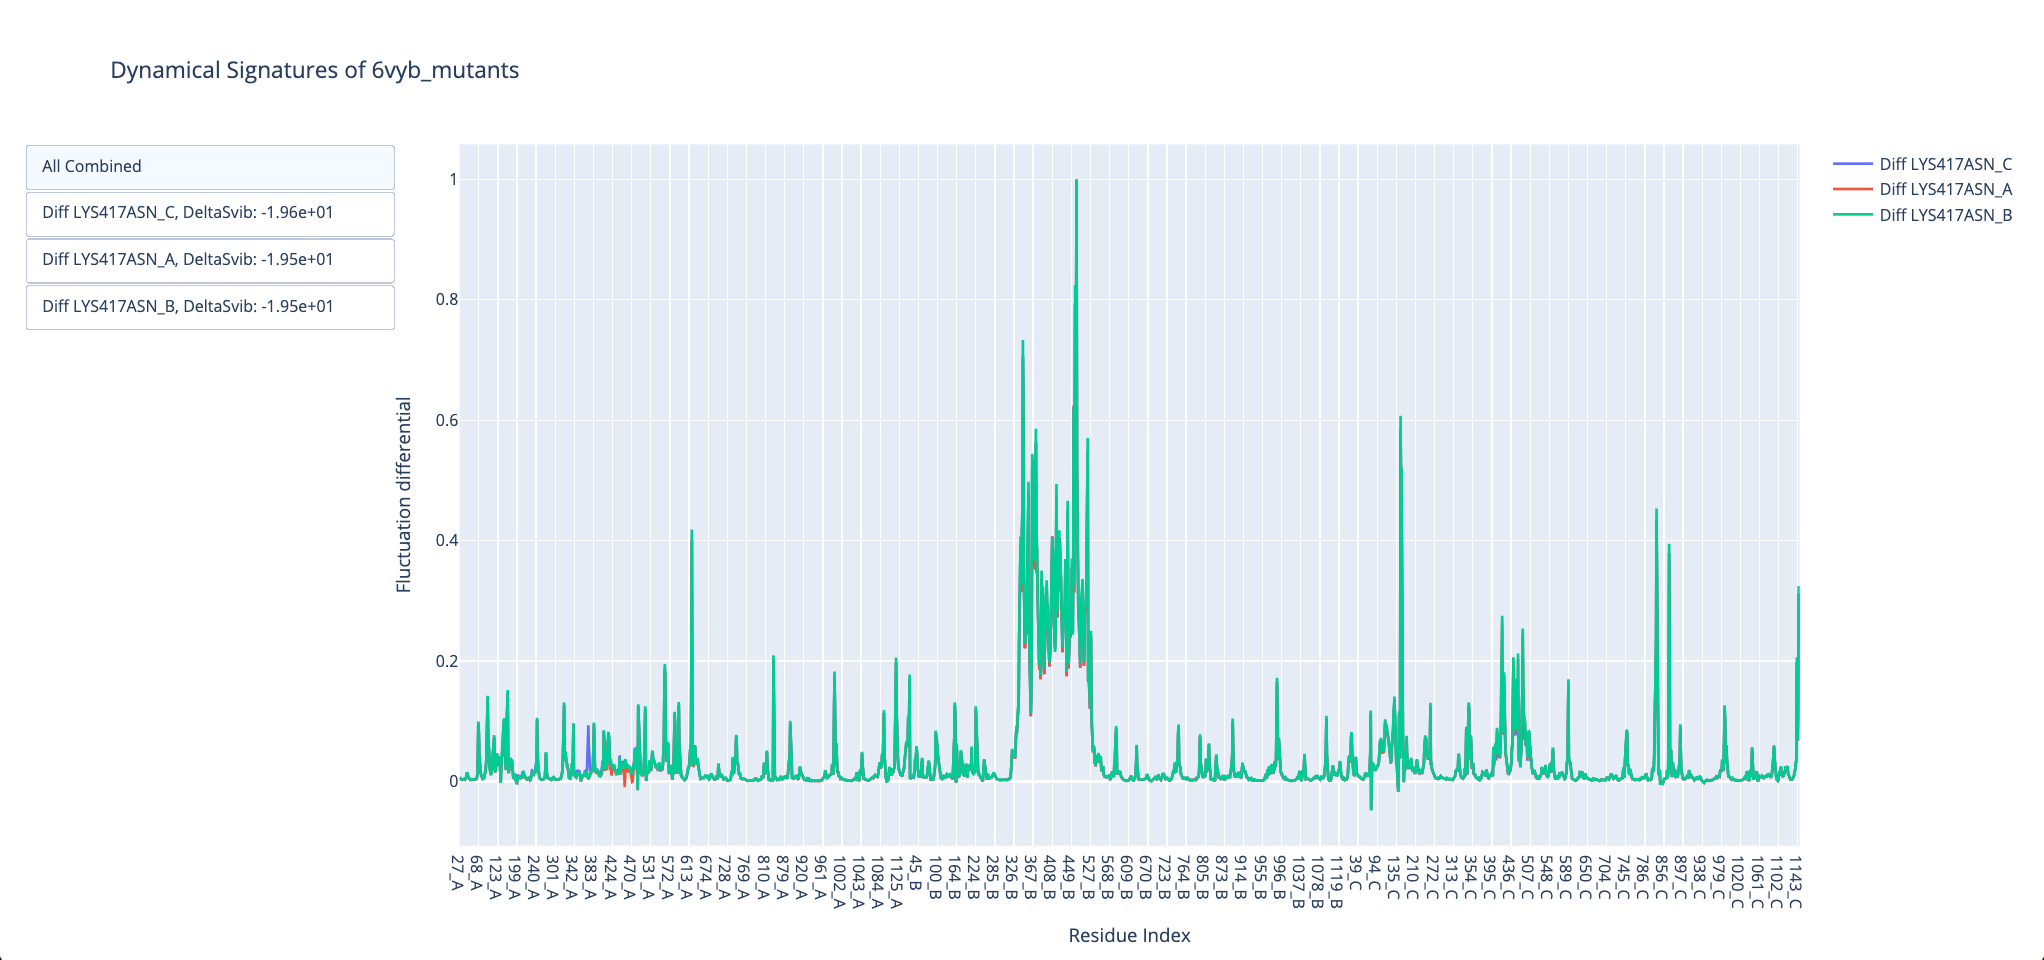 Dynamical Signatures of 6vyb_mutants
All Combined
Diff LYS417ASN_C, DeltaSvib: -1.96e+01
Diff LYS417ASN_A, DeltaSvib: -1.95e+01
Diff LYS417ASN_B, DeltaSvib: -1.95e+01
Diff LYS417ASN_C
Diff LYS417ASN_A
Diff LYS417ASN_B
Fluctuation differential
1
0.8
0.6
0.4
0.2
0
27_A
68_A
123_A
199_A
240_A
301_A
342_A
383_A
424_A
470_A
531_A
572_A
613_A
674_A
728_A
769_A
810_A
879_A
920_A
961_A
1002_A
1043_A
1084_A
1125_A
45_B
100_B
164_B
224_B
285_B
326_B
367_B
408_B
449_B
527_B
568_B
609_B
670_B
723_B
764_B
805_B
873_B
914_B
955_B
996_B
1037_B
1078_B
1119_B
39_C
94_C
135_C
210_C
272_C
313_C
354_C
395_C
436_C
507_C
548_C
589_C
650_C
704_C
745_C
786_C
856_C
897_C
938_C
979_C
1020_C
1061_C
1102_C
1143_C
Residue Index